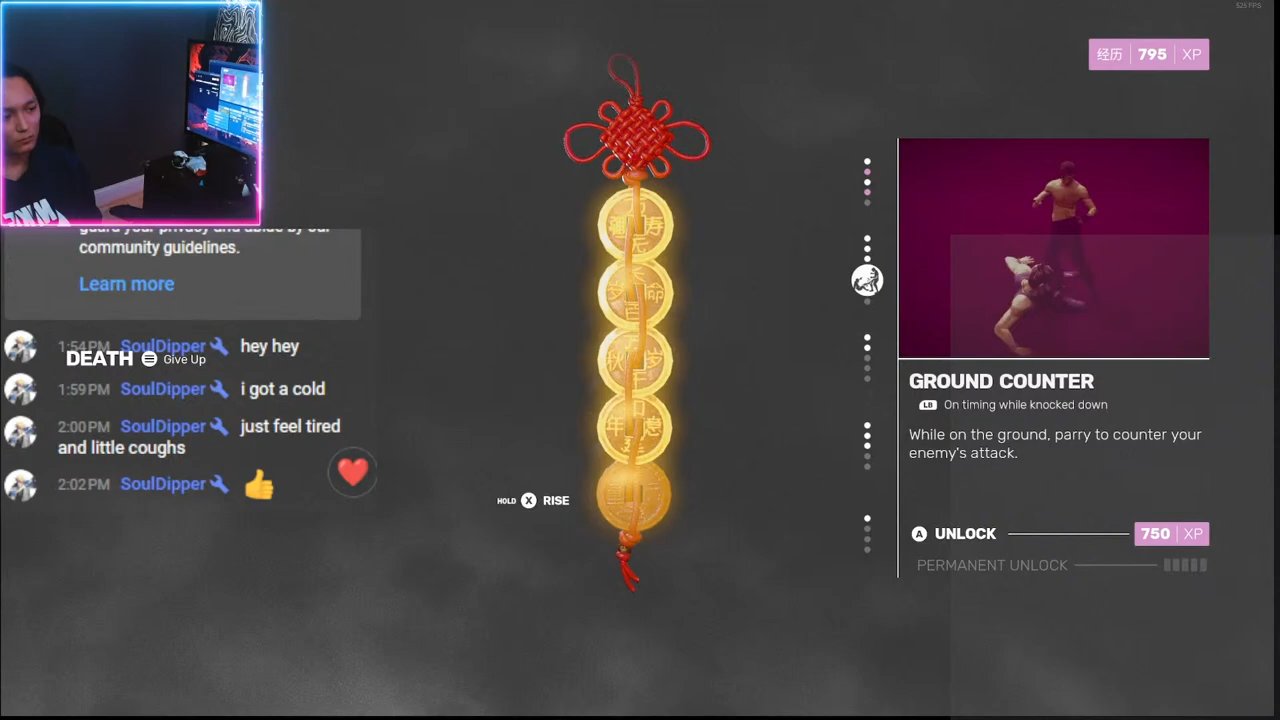 525 FPS
经历 795 XP
guard your privacy and abide by our
community guidelines.
Learn more
1:54 PM SoulDipper hey hey
DEATH Give Up
1:59 PM SoulDipper i got a cold
2:00 PM SoulDipper just feel tired
and little coughs
2:02 PM SoulDipper 👍
HOLD X RISE
GROUND COUNTER
LB On timing while knocked down
While on the ground, parry to counter your
enemy's attack.
A UNLOCK 750 XP
PERMANENT UNLOCK